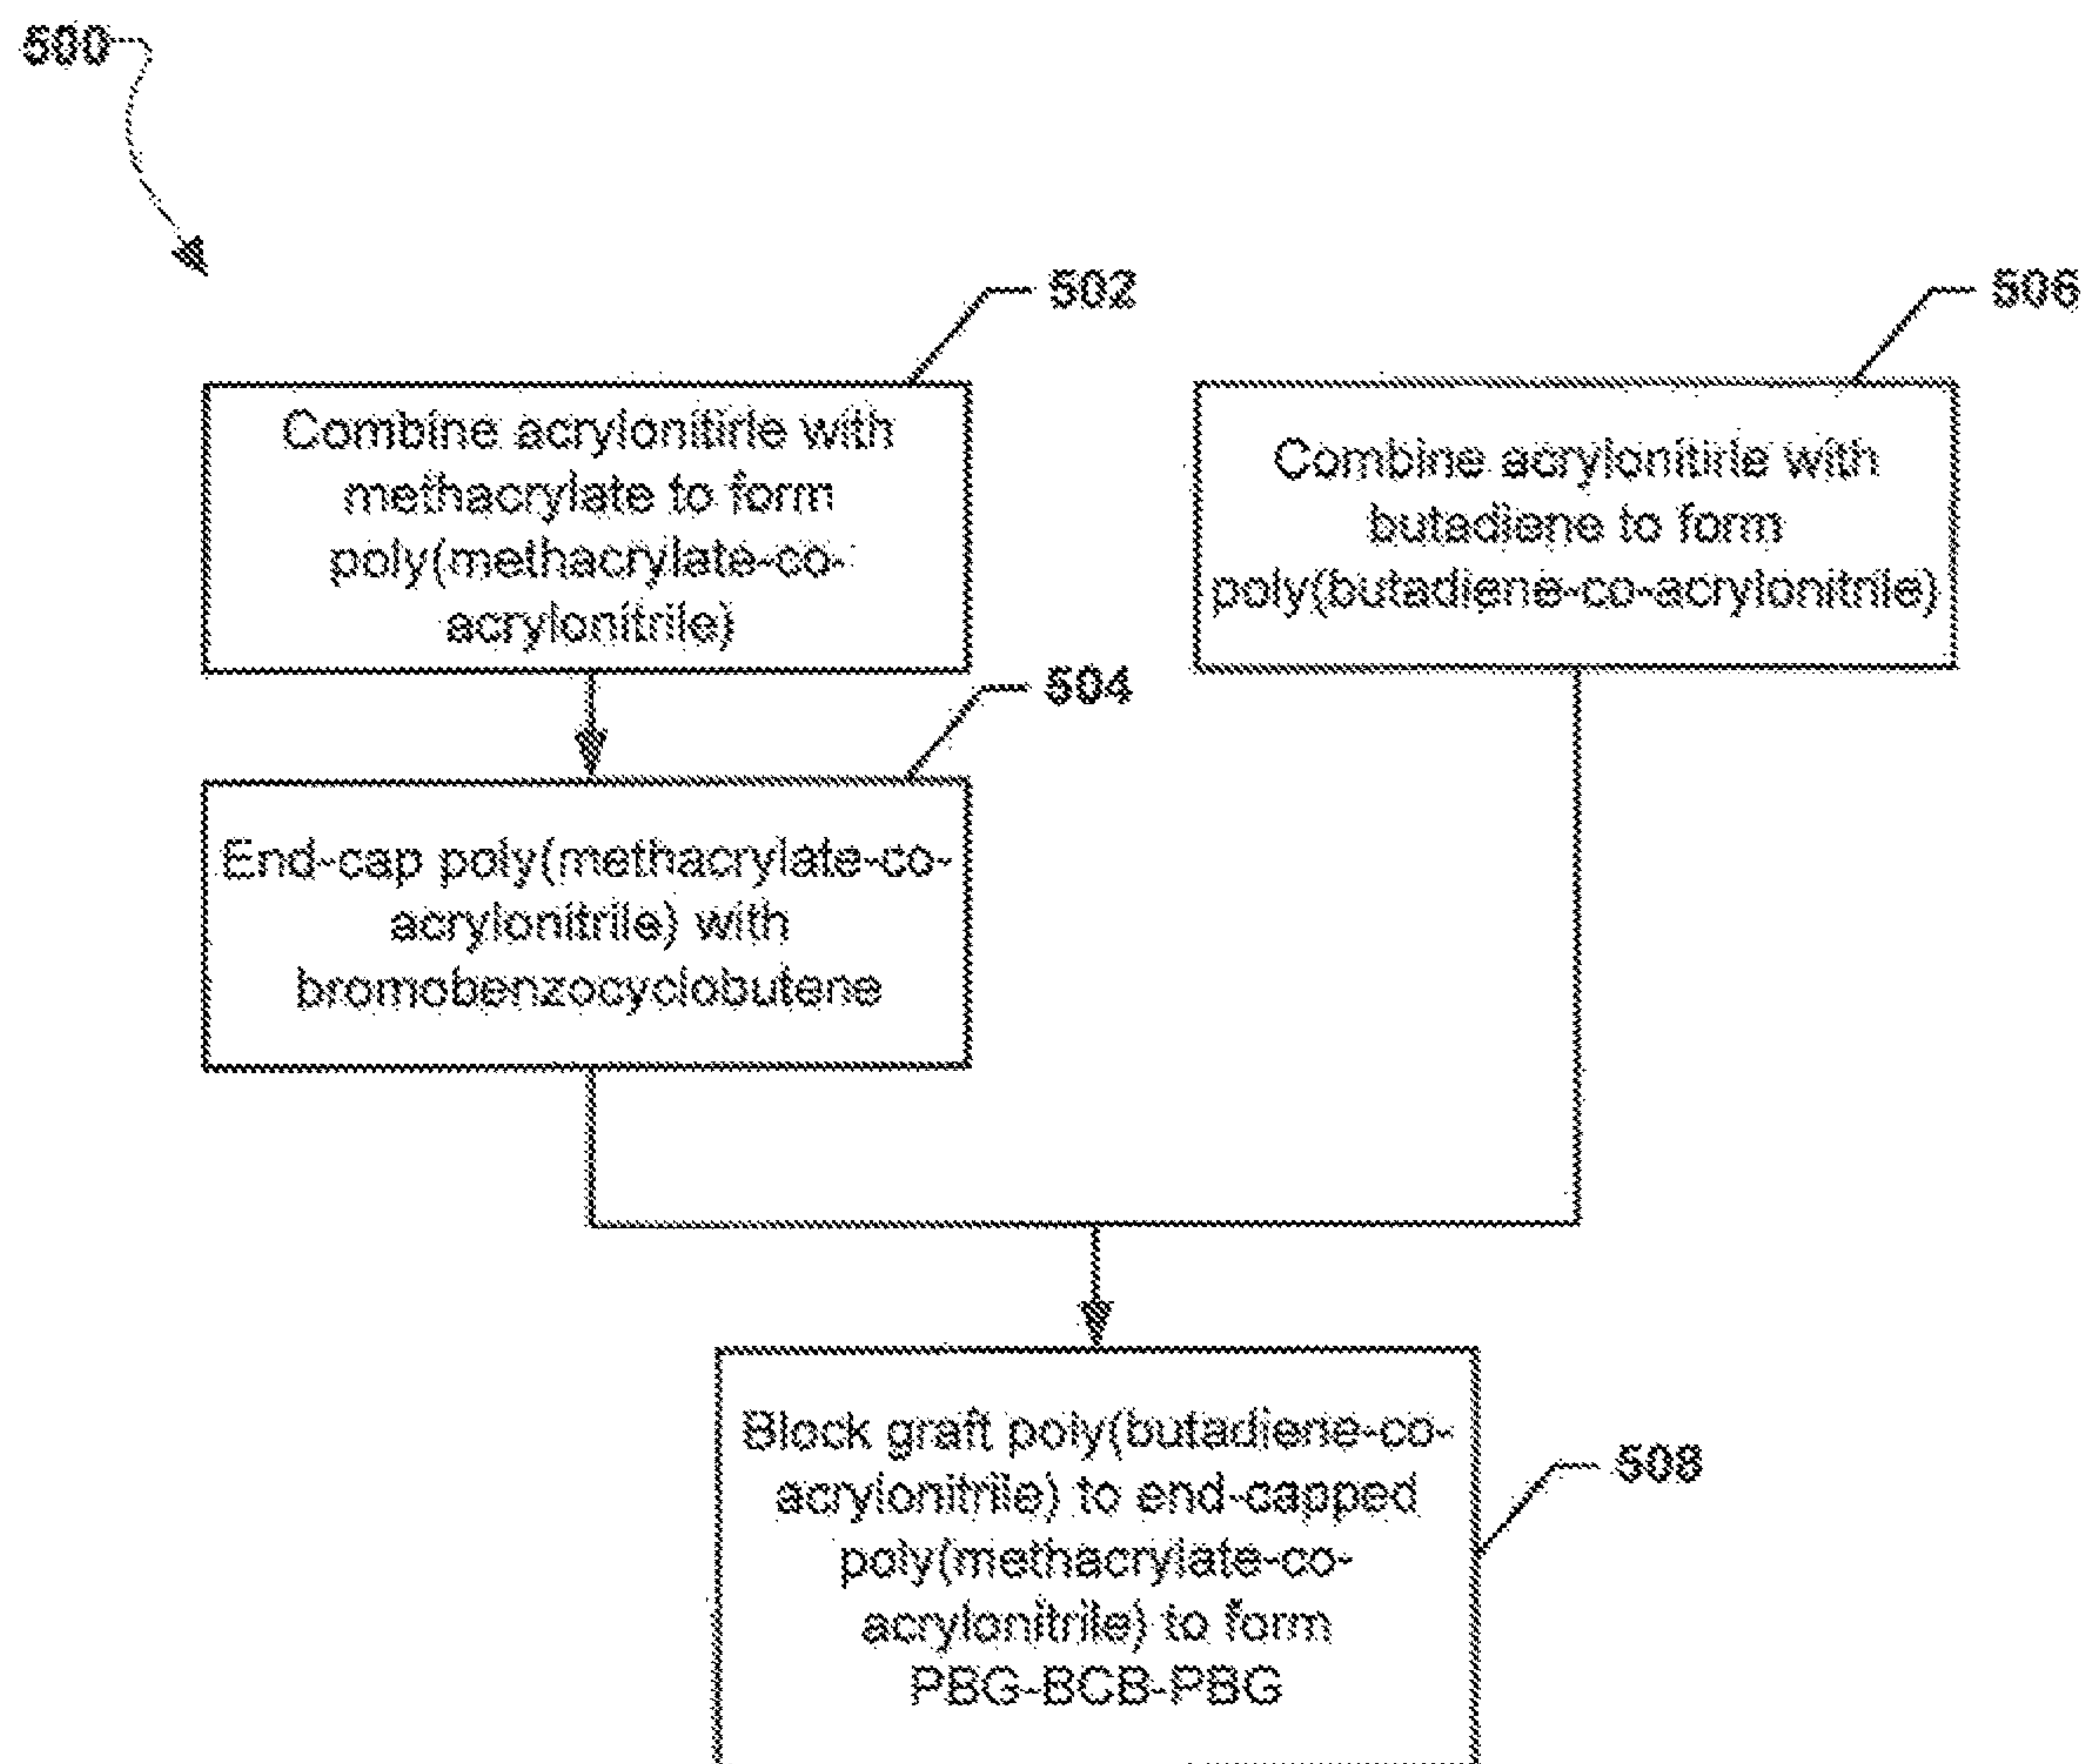 500
502
506
Combine acrylonitirle with
methacrylate to form
poly(methacrylate-co-
acrylonitrile)
Combine acrylonitirle with
butadiene to form
poly(butadiene-co-acrylonitrile)
504
End-cap poly(methacrylate-co-
acrylonitrile) with
bromobenzocyclobutene
Block graft poly(butadiene-co-
acrylonitrile) to end-capped
poly(methacrylate-co-
acrylonitrile) to form
PBG-BCB-PBG
508